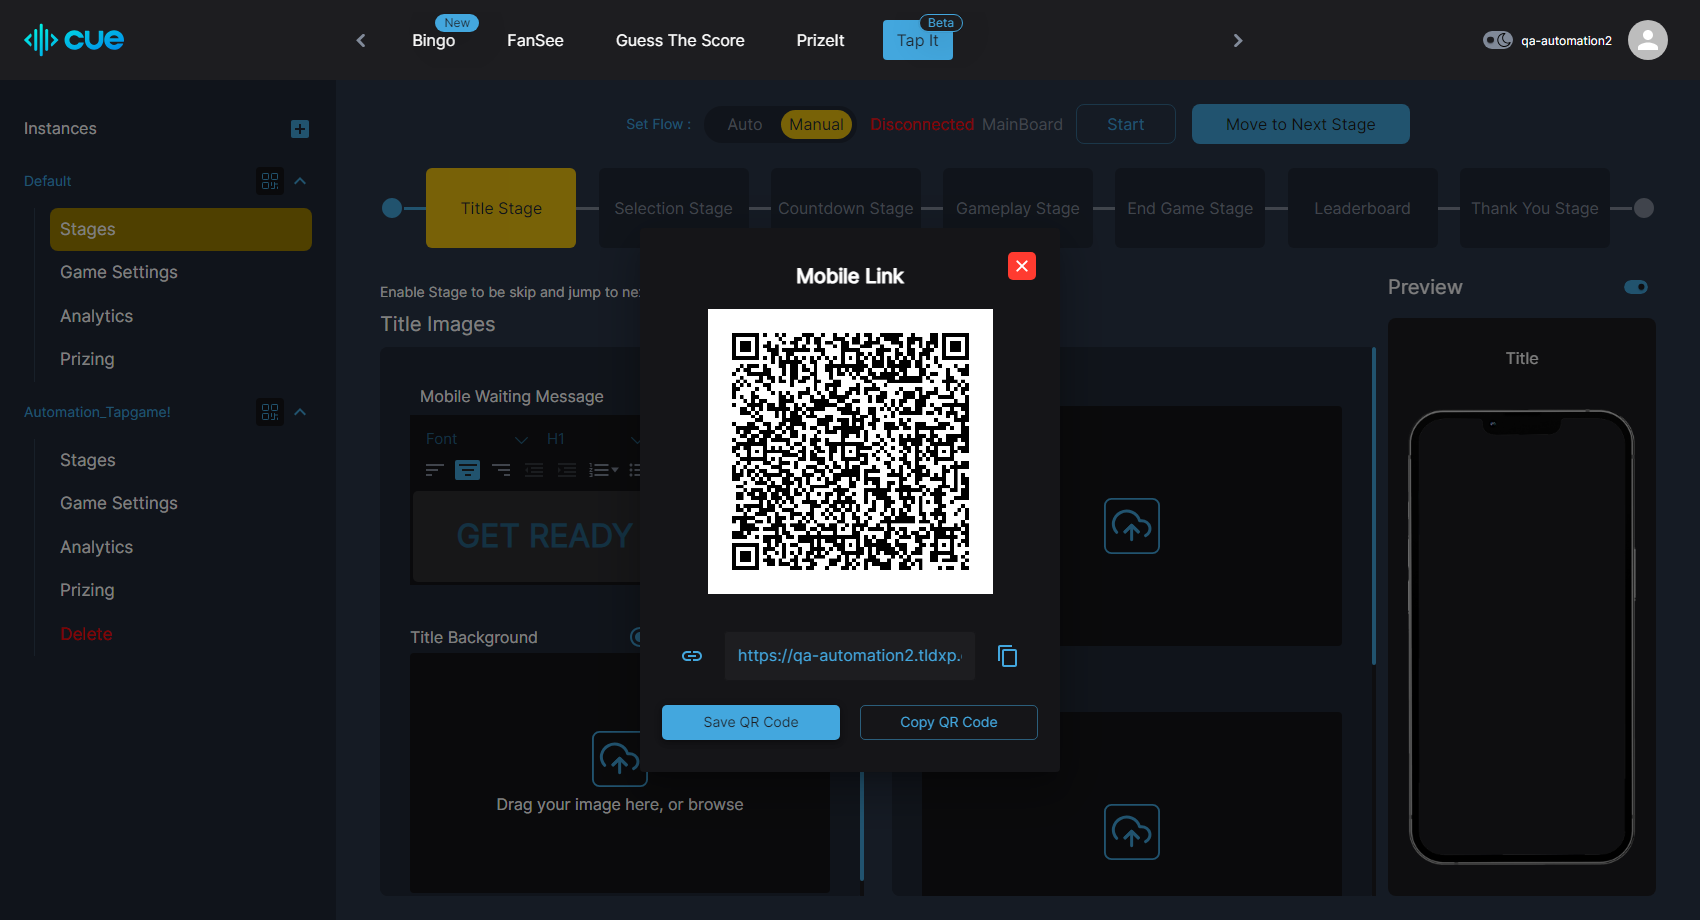 cue
Bingo
New
FanSee
Guess The Score
PrizeIt
Tap It
Beta
qa-automation2
Instances
Default
Stages
Game Settings
Analytics
Prizing
Automation_Tapgame!
Stages
Game Settings
Analytics
Prizing
Delete
Set Flow :
Auto
Manual
Disconnected MainBoard
Start
Move to Next Stage
Title Stage
Selection Stage
Countdown Stage
Gameplay Stage
End Game Stage
Leaderboard
Thank You Stage
Enable Stage to be skip and jump to ne
Title Images
Mobile Waiting Message
Font
H1
GET READY
Title Background
Drag your image here, or browse
Mobile Link
https://qa-automation2.tldxp.
Save QR Code
Copy QR Code
Preview
Title